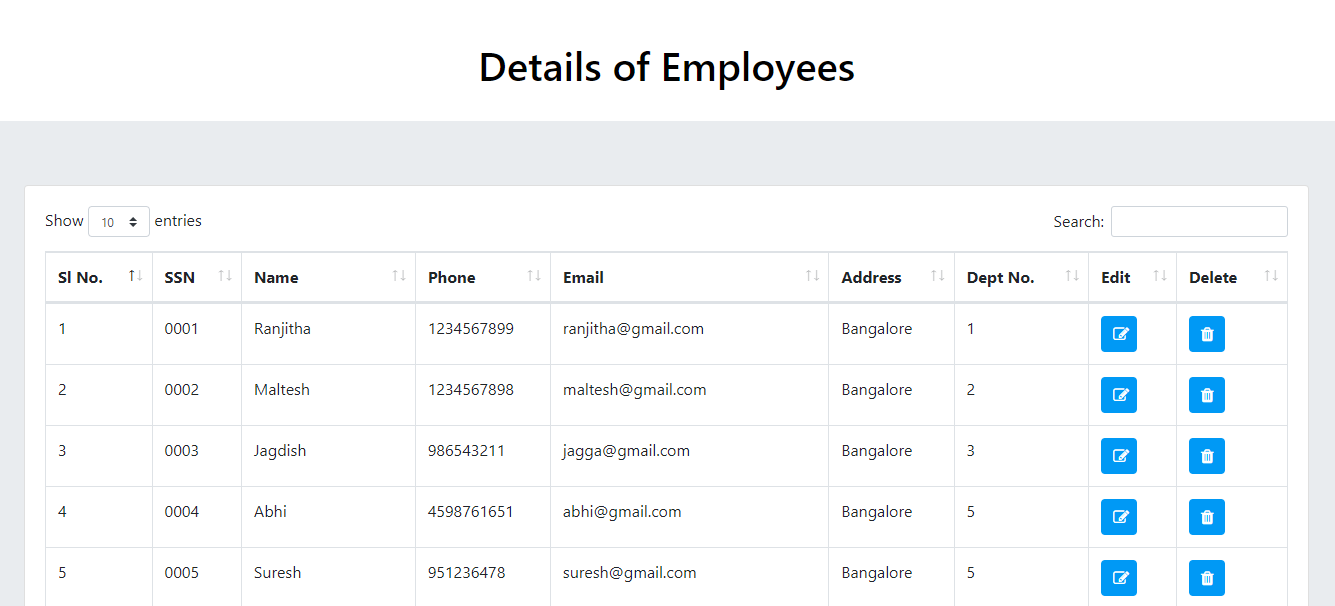 Details of Employees
Show 10 entries Search:
Sl No. SSN Name Phone Email Address Dept No. Edit Delete
1 0001 Ranjitha 1234567899 ranjitha@gmail.com Bangalore 1
2 0002 Maltesh 1234567898 maltesh@gmail.com Bangalore 2
3 0003 Jagdish 986543211 jagga@gmail.com Bangalore 3
4 0004 Abhi 4598761651 abhi@gmail.com Bangalore 5
5 0005 Suresh 951236478 suresh@gmail.com Bangalore 5